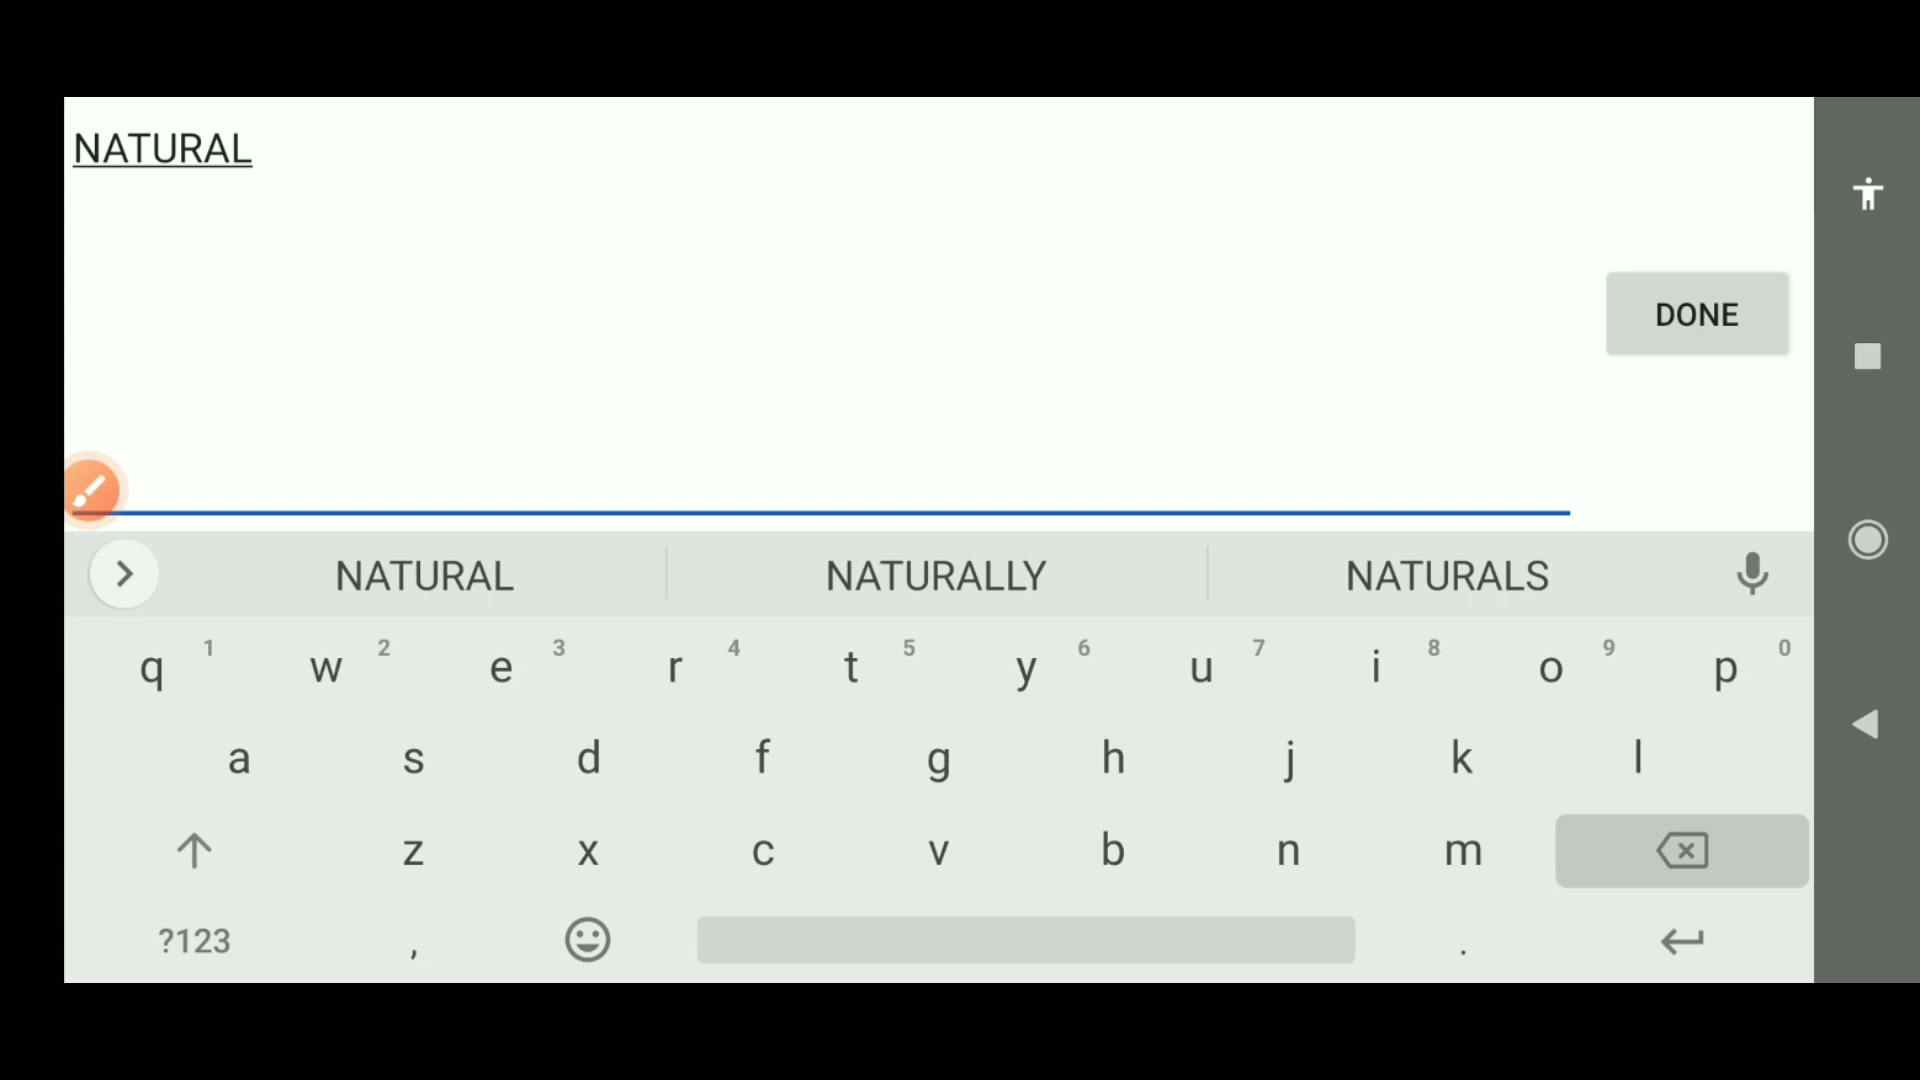 NATURAL
DONE
NATURAL NATURALLY NATURALS
q 1 w 2 e 3 r 4 t 5 y 6 u 7 i 8 o 9 p 0
a s d f g h j k l
z x c v b n m
?123 , .